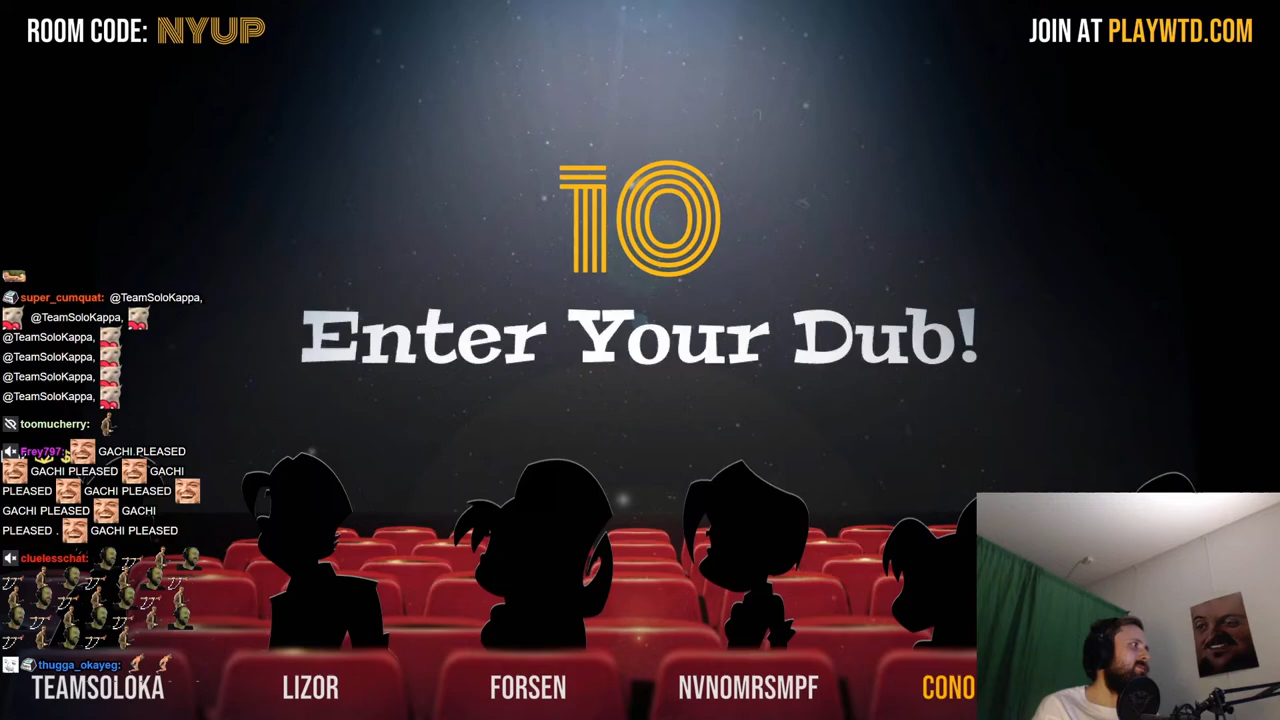 ROOM CODE: NYUP
JOIN AT PLAYWTD.COM
10
Enter Your Dub!
super_cumquat: @TeamSoloKappa,
@TeamSoloKappa,
@TeamSoloKappa,
@TeamSoloKappa,
@TeamSoloKappa,
@TeamSoloKappa,
toomucherry:
Frey797: GACHI PLEASED
GACHI PLEASED GACHI
PLEASED GACHI PLEASED
GACHI PLEASED GACHI
PLEASED . GACHI PLEASED
cluelesschat:
thugga_okayeg:
TEAMSOLOKA
LIZOR
FORSEN
NVNOMRSMPF
CONO